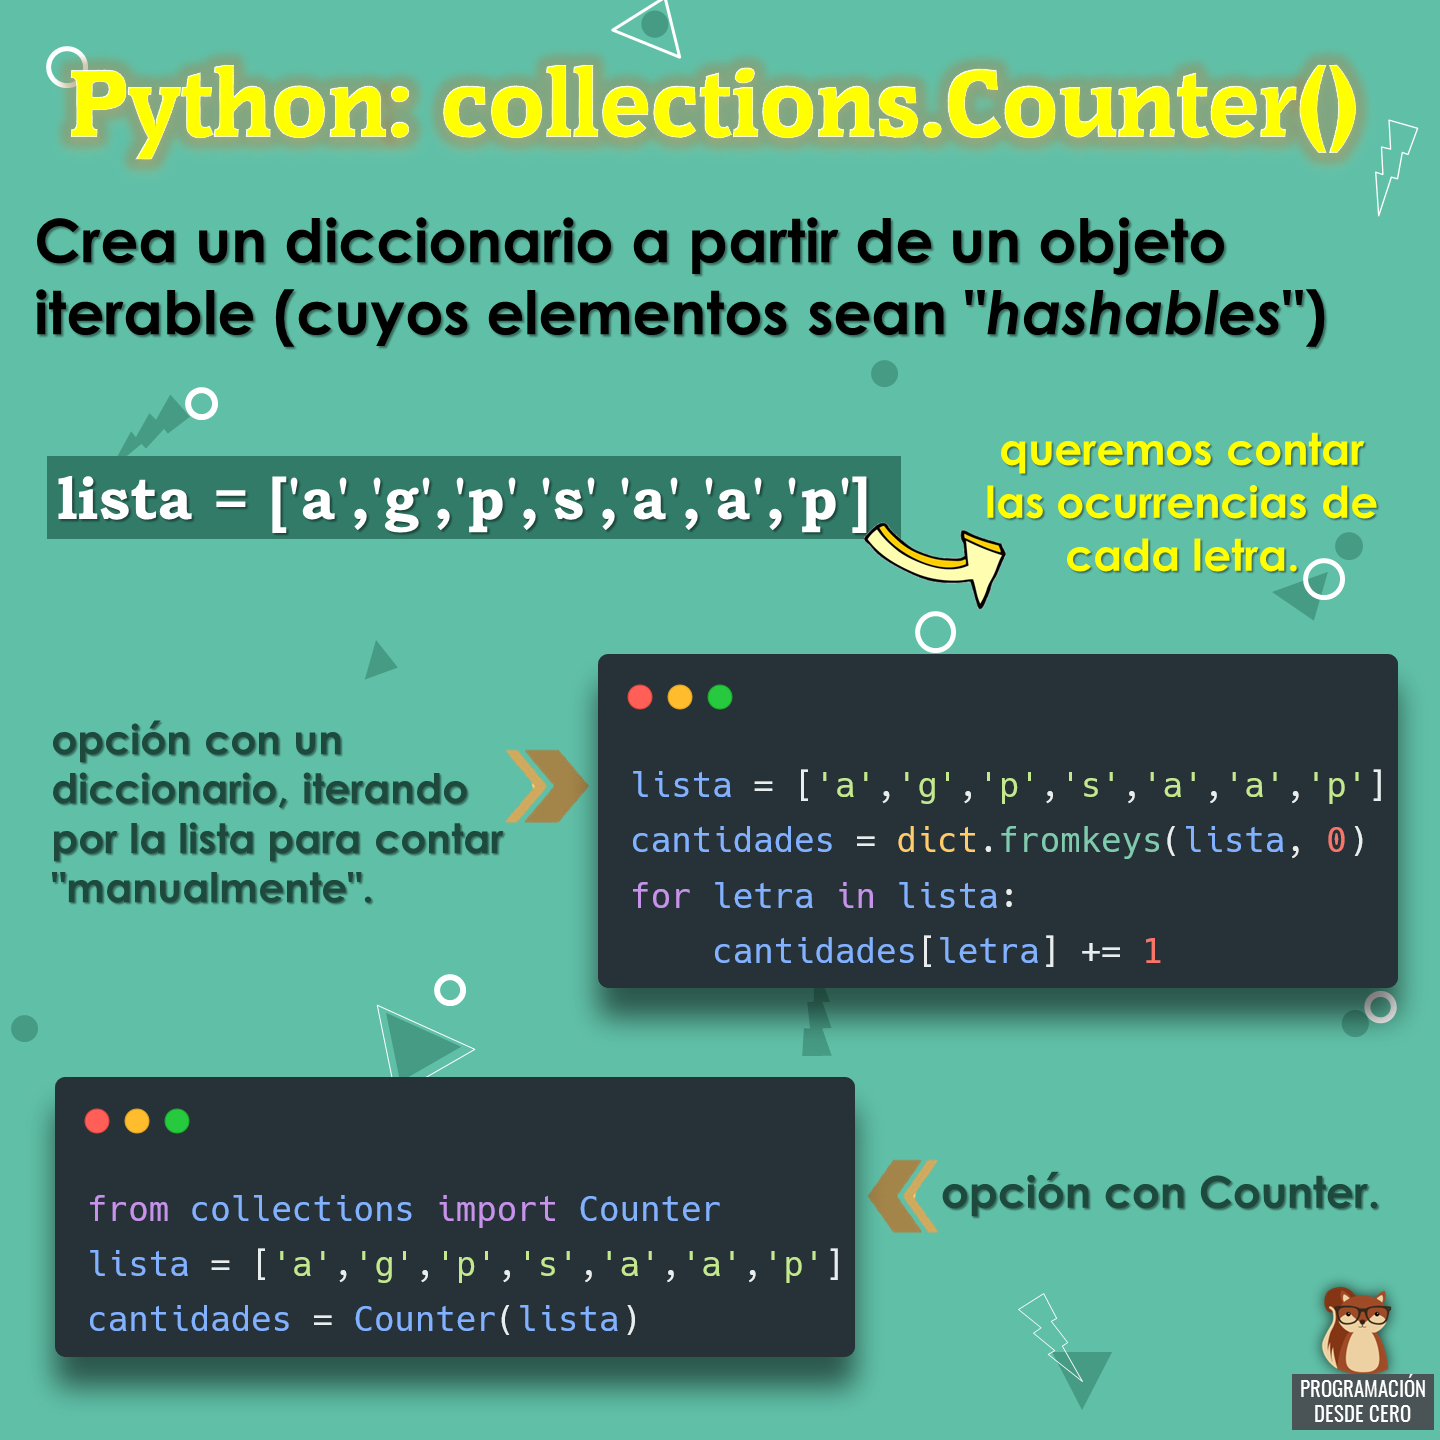 Python: collections.Counter()
Crea un diccionario a partir de un objeto
iterable (cuyos elementos sean "hashables")
lista = ['a','g','p','s','a','a','p']
queremos contar
las ocurrencias de
cada letra.
opción con un
diccionario, iterando
por la lista para contar
"manualmente".
lista = ['a','g','p','s','a','a','p']
cantidades = dict.fromkeys(lista, 0)
for letra in lista:
    cantidades[letra] += 1
from collections import Counter
lista = ['a','g','p','s','a','a','p']
cantidades = Counter(lista)
opción con Counter.
PROGRAMACIÓN
DESDE CERO